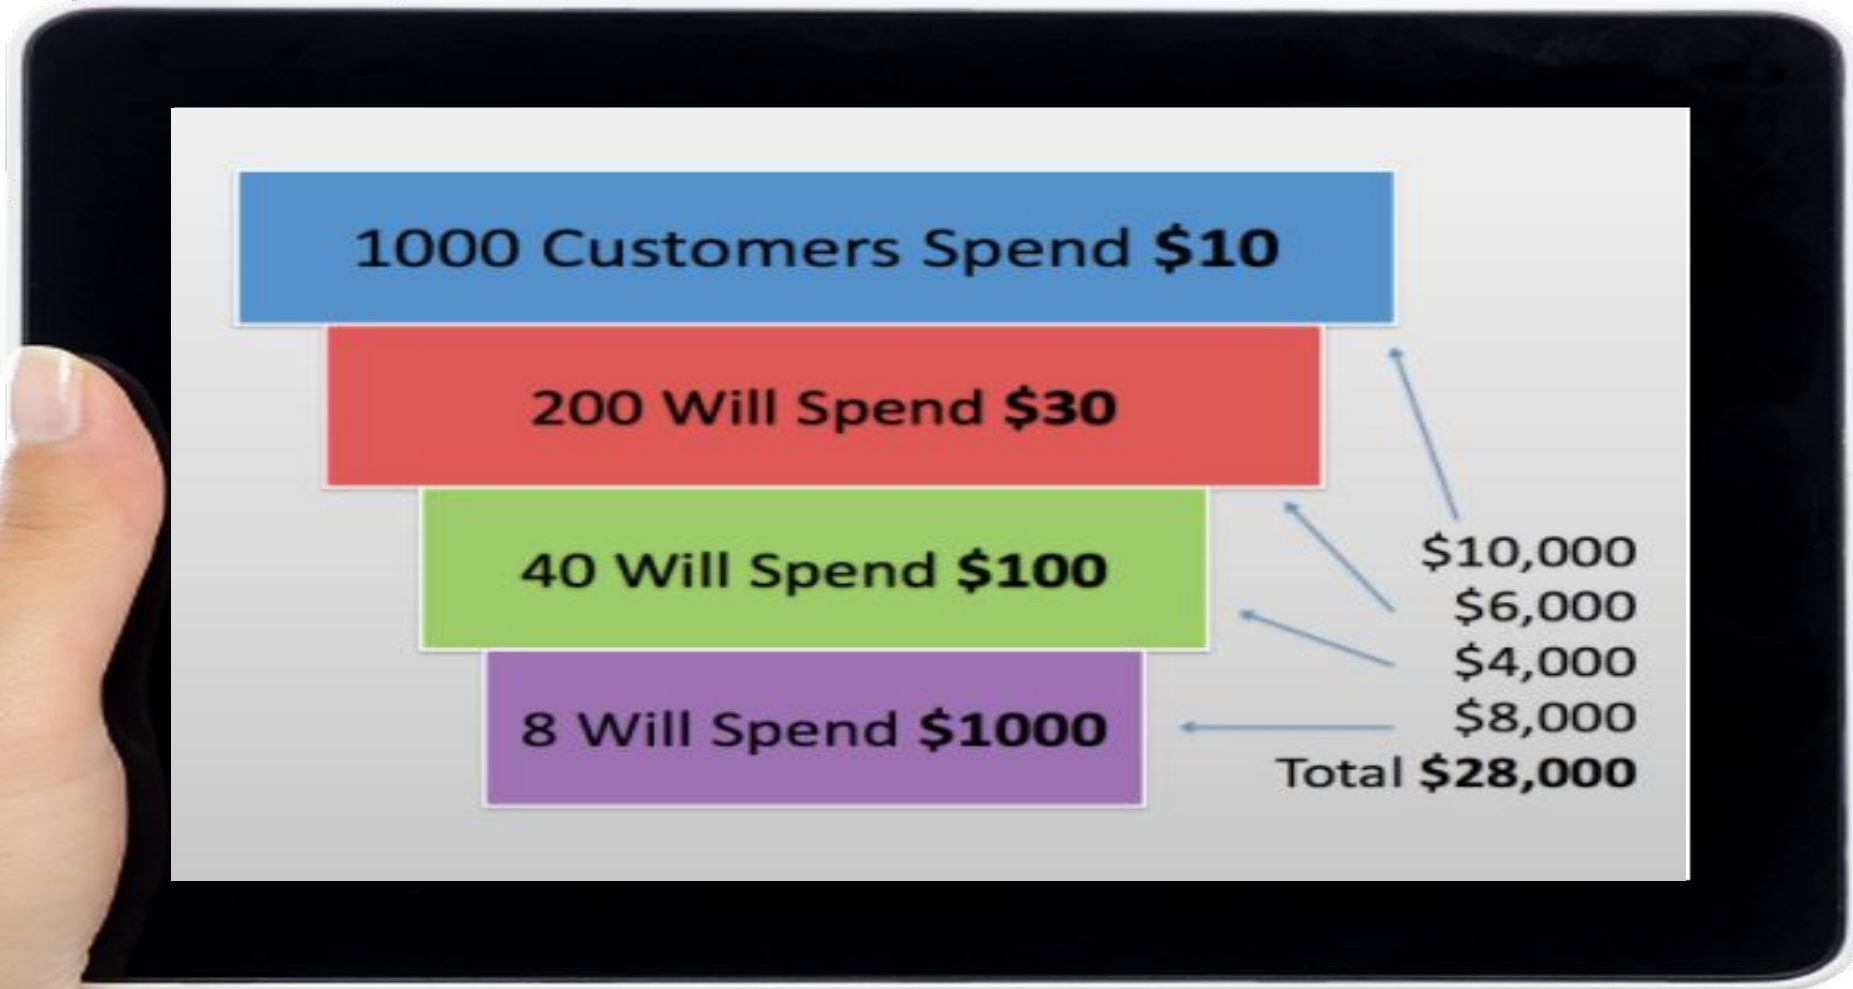 1000 Customers Spend $10
200 Will Spend $30
40 Will Spend $100
8 Will Spend $1000
$10,000
$6,000
$4,000
$8,000
Total $28,000